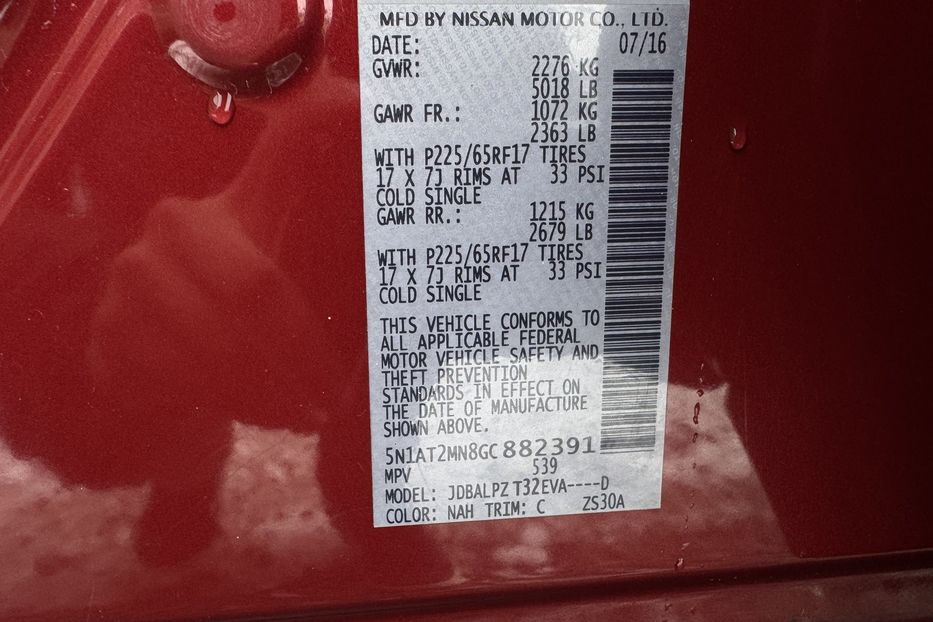 MFD BY NISSAN MOTOR CO., LTD.
DATE: 07/16
GVWR: 2276 KG
5018 LB
GAWR FR.: 1072 KG
2363 LB
WITH P225/65RF17 TIRES
17 X 7J RIMS AT 33 PSI
COLD SINGLE
GAWR RR.: 1215 KG
2679 LB
WITH P225/65RF17 TIRES
17 X 7J RIMS AT 33 PSI
COLD SINGLE
THIS VEHICLE CONFORMS TO
ALL APPLICABLE FEDERAL
MOTOR VEHICLE SAFETY AND
THEFT PREVENTION
STANDARDS IN EFFECT ON
THE DATE OF MANUFACTURE
SHOWN ABOVE.
5N1AT2MN8GC882391
MPV 539
MODEL: JDBALPZ T32EVA----D
COLOR: NAH TRIM: C ZS30A